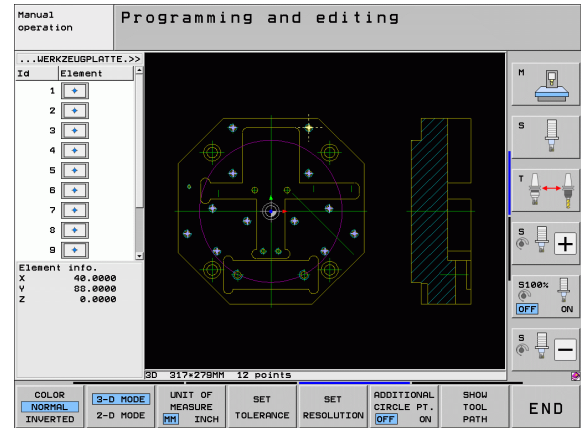 Manual
operation
Programming and editing
...WERKZEUGPLATTE.>>
Id Element
1
2
3
4
5
6
7
8
9
Element info.
X 40.0000
Y 88.0000
Z 0.0000
3D 317*279MM 12 points
M
S
T
S
S100%
OFF ON
S
COLOR
NORMAL
INVERTED
3-D MODE
2-D MODE
UNIT OF
MEASURE
MM INCH
SET
TOLERANCE
SET
RESOLUTION
ADDITIONAL
CIRCLE PT.
OFF ON
SHOW
TOOL
PATH
END